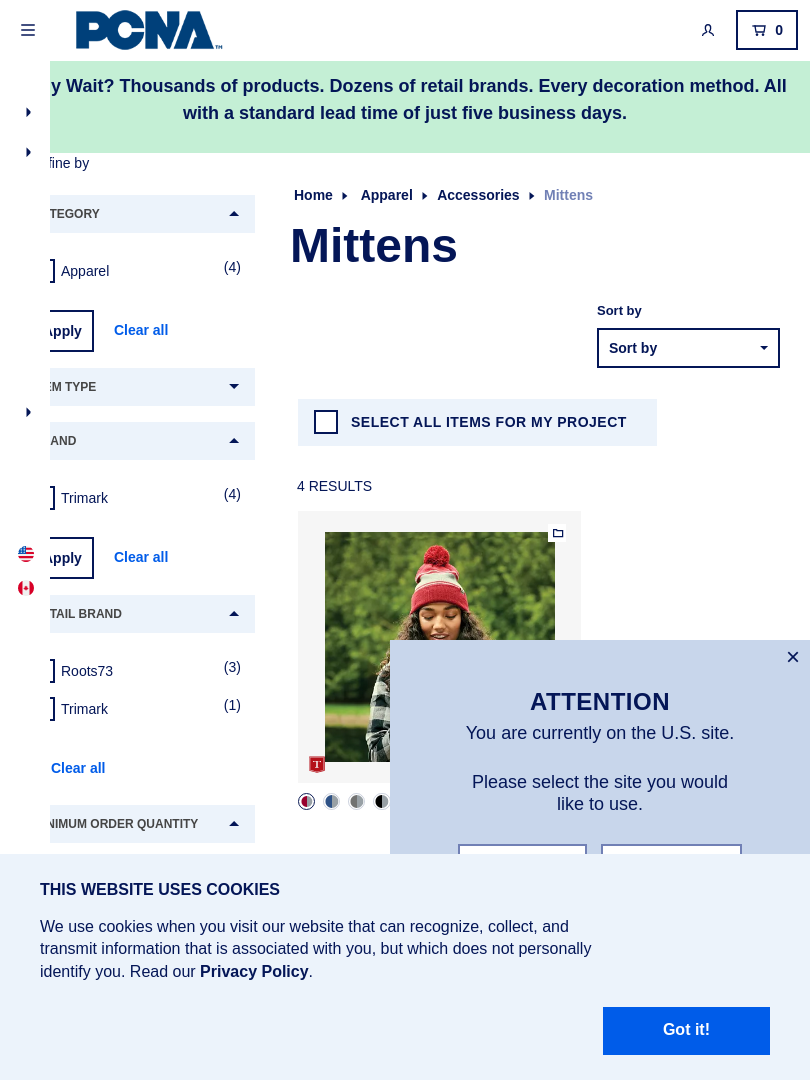 PCNA
0
y Wait? Thousands of products. Dozens of retail brands. Every decoration method. All
with a standard lead time of just five business days.
fine by
Home Apparel Accessories Mittens
Mittens
TEGORY
Apparel (4)
Apply Clear all
EM TYPE
AND
Trimark (4)
Apply Clear all
TAIL BRAND
Roots73 (3)
Trimark (1)
Clear all
NIMUM ORDER QUANTITY
Sort by
Sort by
SELECT ALL ITEMS FOR MY PROJECT
4 RESULTS
T
ATTENTION
You are currently on the U.S. site.
Please select the site you would
like to use.
THIS WEBSITE USES COOKIES
We use cookies when you visit our website that can recognize, collect, and
transmit information that is associated with you, but which does not personally
identify you. Read our Privacy Policy.
Got it!